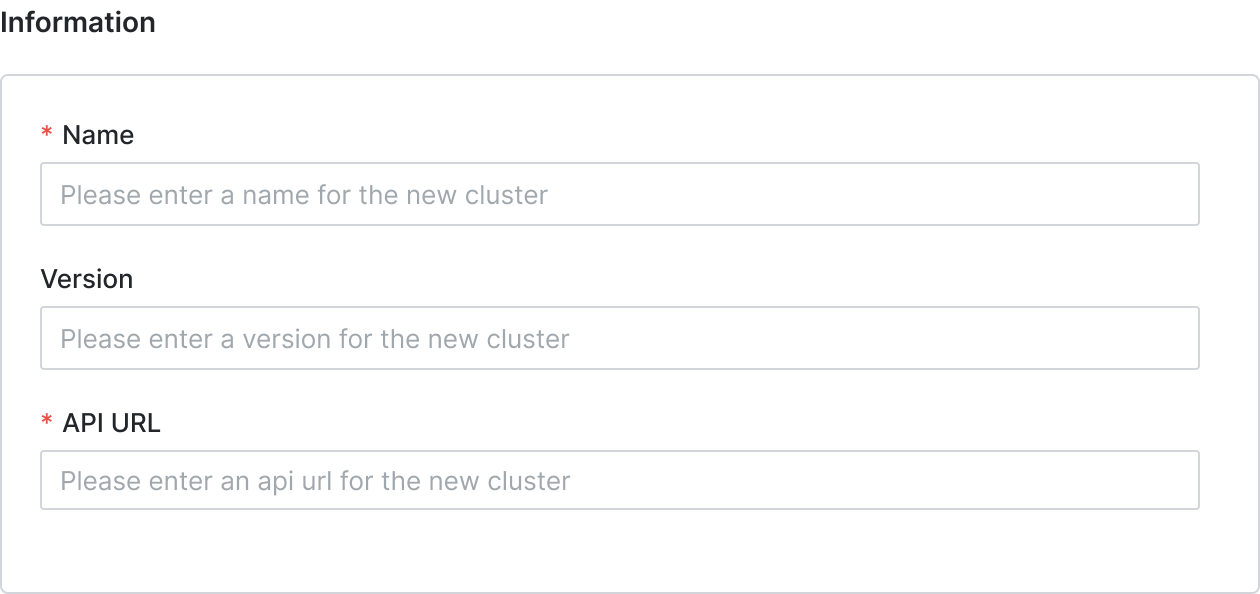 Information
* Name
Please enter a name for the new cluster
Version
Please enter a version for the new cluster
* API URL
Please enter an api url for the new cluster